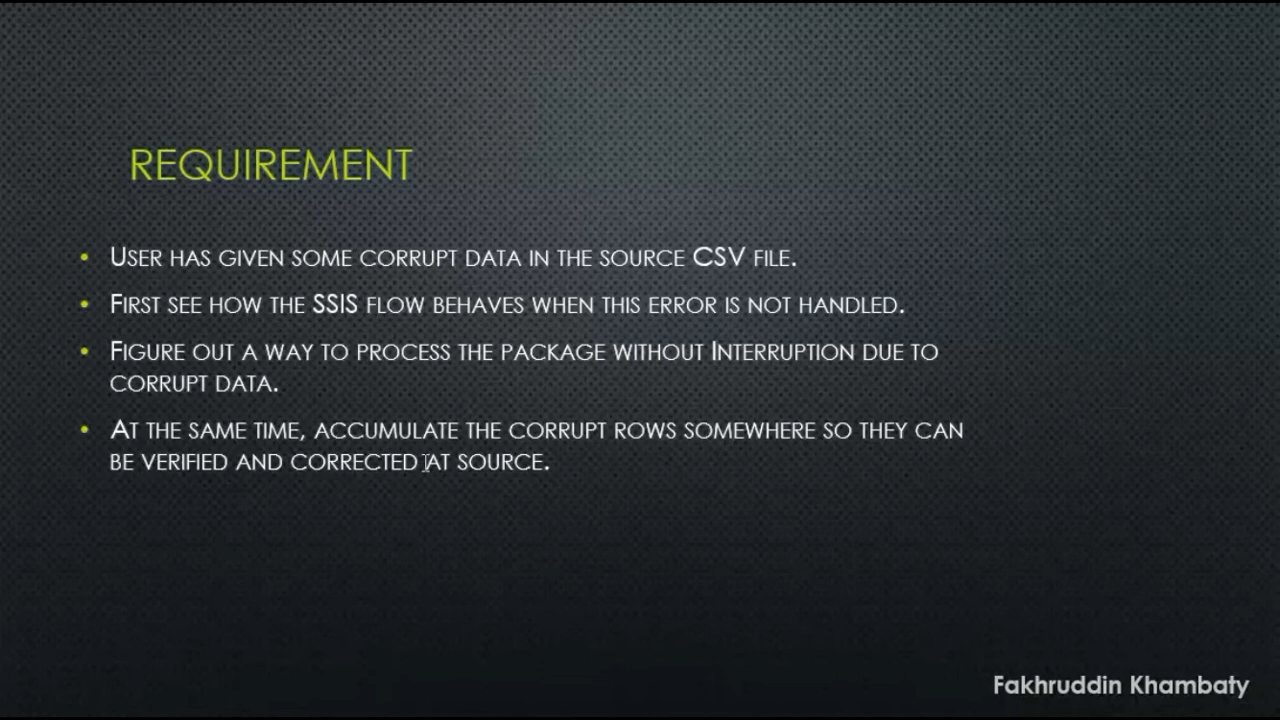 REQUIREMENT
• User has given some corrupt data in the source CSV file.
• First see how the SSIS flow behaves when this error is not handled.
• Figure out a way to process the package without Interruption due to
corrupt data.
• At the same time, accumulate the corrupt rows somewhere so they can
be verified and corrected at source.
Fakhruddin Khambaty